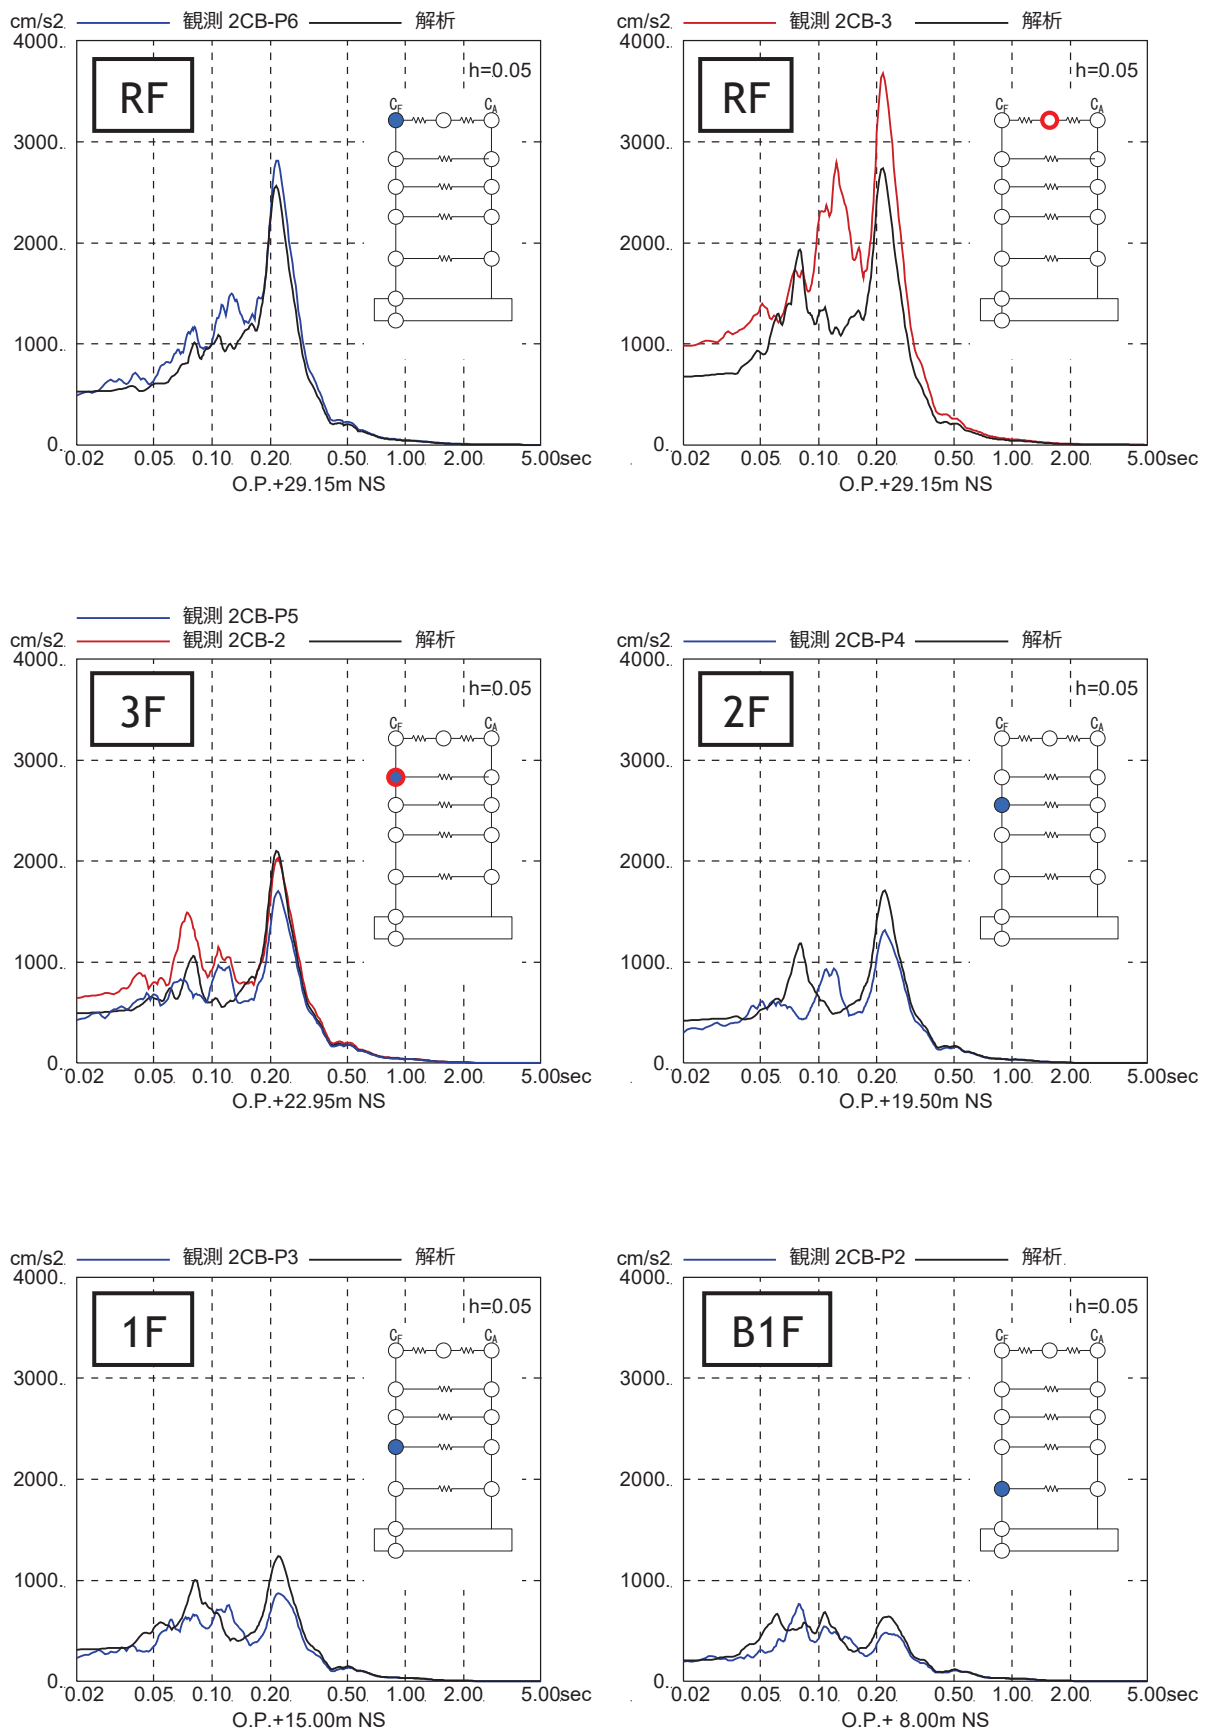 cm/s2 観測 2CB-P6 解析
4000.
RF
h=0.05
CF CA
3000.
2000.
1000.
0.
0.02 0.05 0.10 0.20 0.50 1.00 2.00 5.00sec
O.P.+29.15m NS
cm/s2 観測 2CB-3 解析
4000.
RF
h=0.05
CF CA
3000.
2000.
1000.
0.
0.02 0.05 0.10 0.20 0.50 1.00 2.00 5.00sec
O.P.+29.15m NS
観測 2CB-P5
cm/s2 観測 2CB-2 解析
4000.
3F
h=0.05
CF CA
3000.
2000.
1000.
0.
0.02 0.05 0.10 0.20 0.50 1.00 2.00 5.00sec
O.P.+22.95m NS
cm/s2 観測 2CB-P4 解析
4000.
2F
h=0.05
CF CA
3000.
2000.
1000.
0.
0.02 0.05 0.10 0.20 0.50 1.00 2.00 5.00sec
O.P.+19.50m NS
cm/s2 観測 2CB-P3 解析
4000.
1F
h=0.05
CF CA
3000.
2000.
1000.
0.
0.02 0.05 0.10 0.20 0.50 1.00 2.00 5.00sec
O.P.+15.00m NS
cm/s2 観測 2CB-P2 解析
4000.
B1F
h=0.05
CF CA
3000.
2000.
1000.
0.
0.02 0.05 0.10 0.20 0.50 1.00 2.00 5.00sec
O.P.+ 8.00m NS